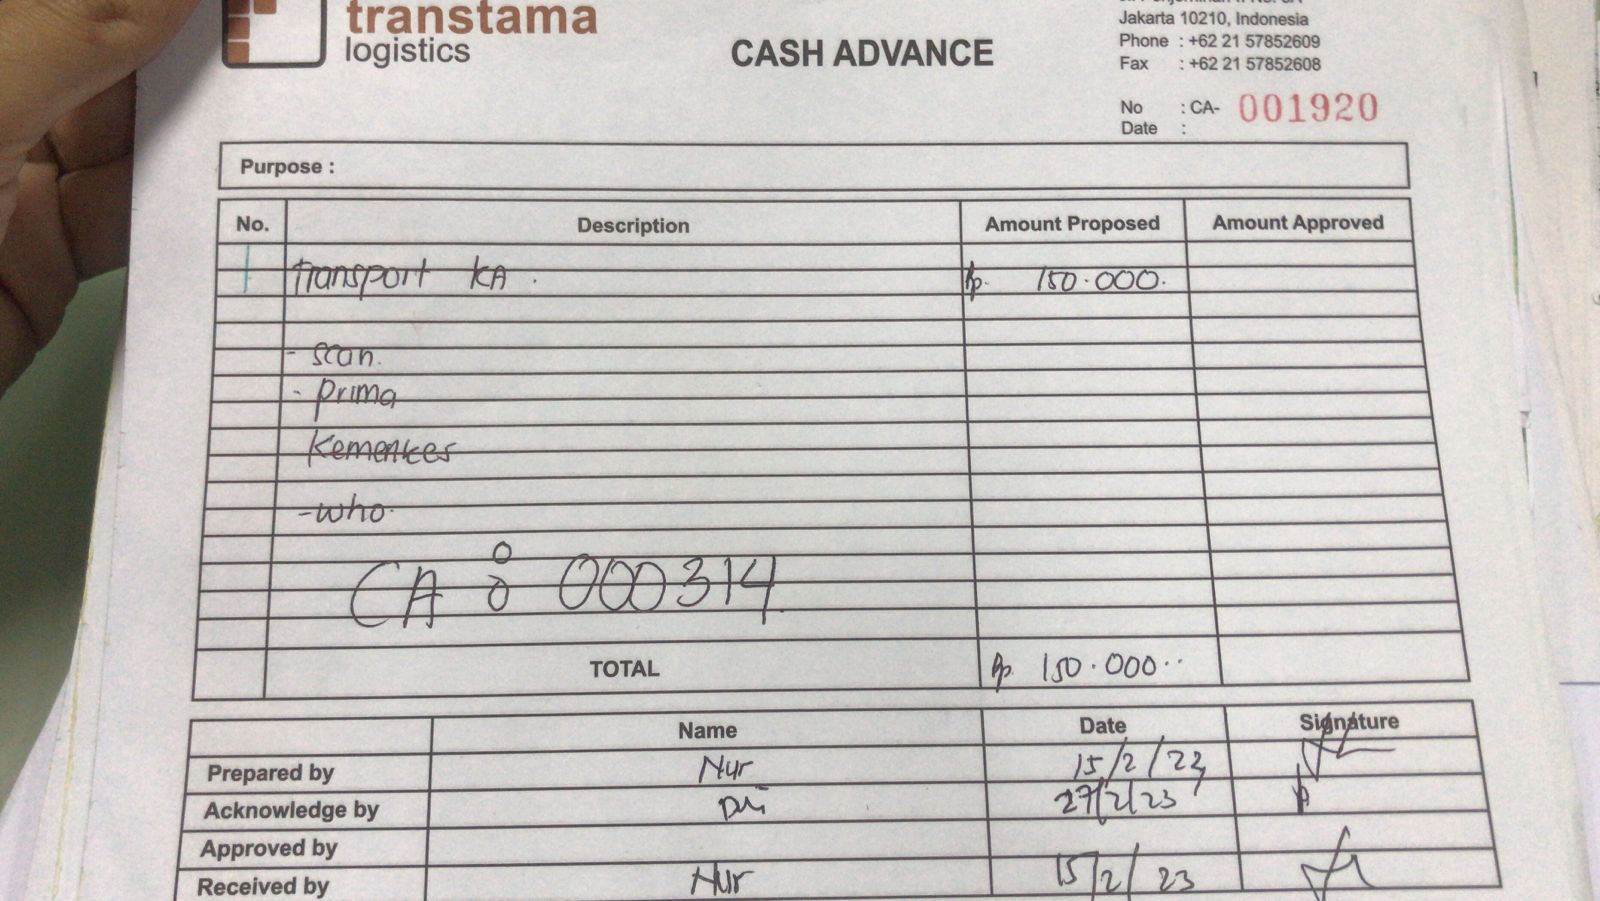 transtama
logistics
CASH ADVANCE
Jakarta 10210, Indonesia
Phone : +62 21 57852609
Fax : +62 21 57852608
No : CA- 001920
Date :
Purpose :
No. Description Amount Proposed Amount Approved
1 Transport KA . Rp. 150.000.
- scan.
- Prima
Kemenkes
- who.
CA : 000314
TOTAL Rp. 150.000..
Name Date Signature
Prepared by Nur 15/2/23
Acknowledge by 27/2/23
Approved by
Received by Nur 15/2/23